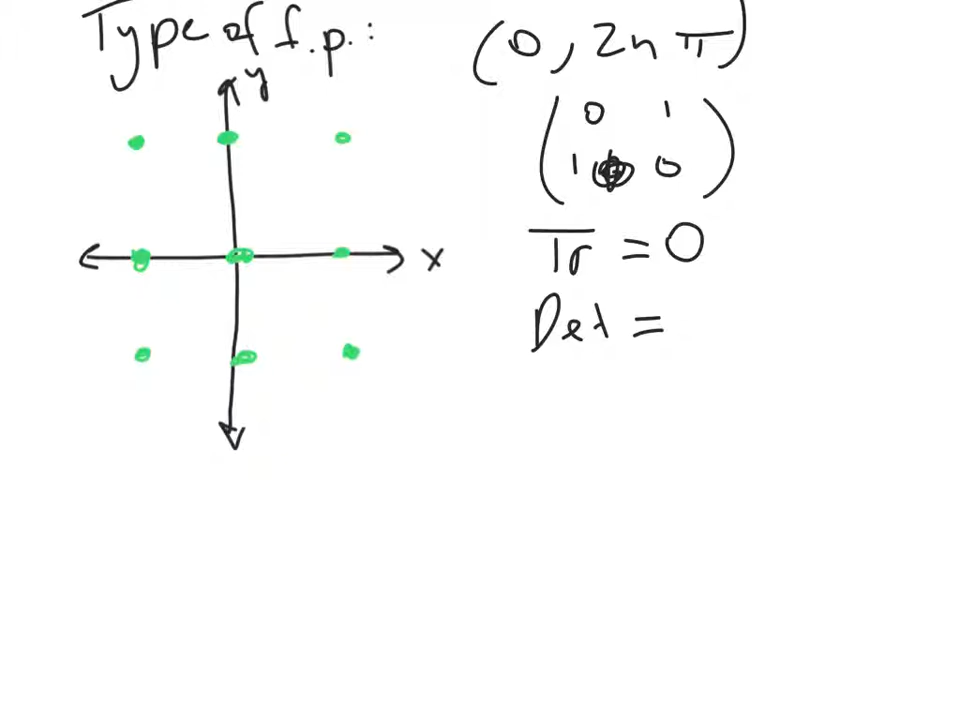 Type of f.p.:
(0, 2nπ)
y
0 1
1 0
x
Tr = 0
Det =